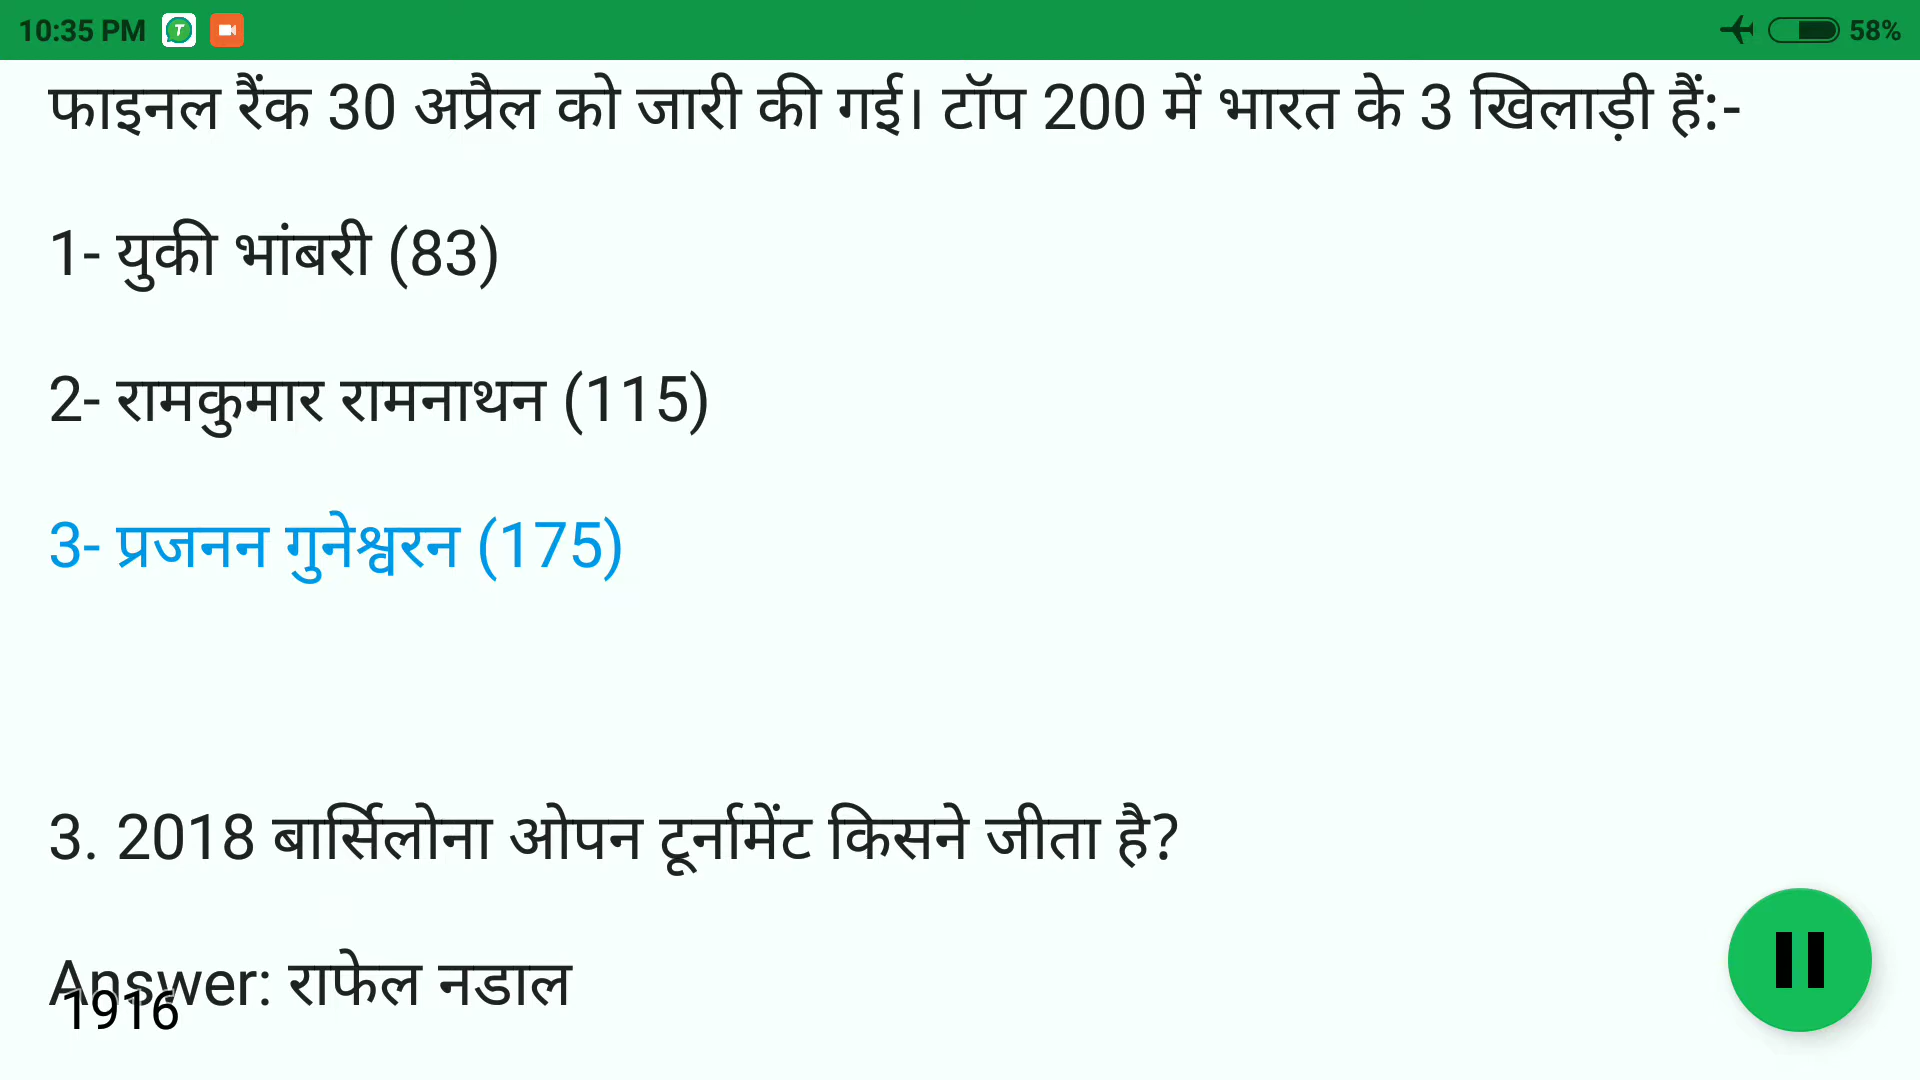 10:35 PM 58%
फाइनल रैंक 30 अप्रैल को जारी की गई। टॉप 200 में भारत के 3 खिलाड़ी हैं:-
1- युकी भांबरी (83)
2- रामकुमार रामनाथन (115)
3- प्रजनन गुनेश्वरन (175)
3. 2018 बार्सिलोना ओपन टूर्नामेंट किसने जीता है?
Answer: राफेल नडाल
1916